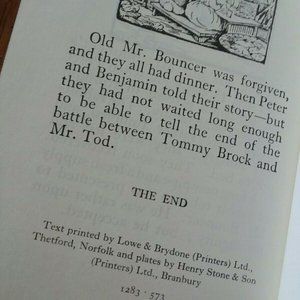 Old Mr. Bouncer was forgiven,
and they all had dinner. Then Peter
and Benjamin told their story—but
they had not waited long enough
to be able to tell the end of the
battle between Tommy Brock and
Mr. Tod.
THE END
Text printed by Lowe & Brydone (Printers) Ltd.,
Thetford, Norfolk and plates by Henry Stone & Son
(Printers) Ltd., Branbury
1283 · 573